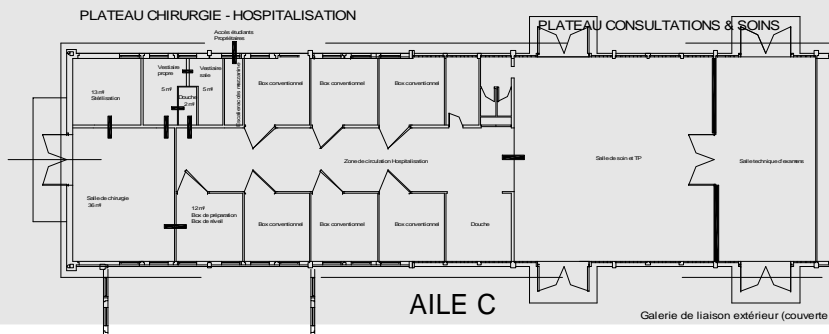 PLATEAU CHIRURGIE - HOSPITALISATION
PLATEAU CONSULTATIONS & SOINS
Accès étudiants
Propriétaires
13 m²
Stérilisation
Vestiaire
propre
5 m²
Vestiaire
sale
5 m²
Douche
2 m²
Escalier accès mezzanine
Box conventionnel
Box conventionnel
Box conventionnel
Zone de circulation Hospitalisation
Salle de soin et TP
Salle technique d'examens
Salle de chirurgie
36 m²
12 m²
Box de préparation
Box de réveil
Box conventionnel
Box conventionnel
Box conventionnel
Douche
AILE C
Galerie de liaison extérieur (couverte